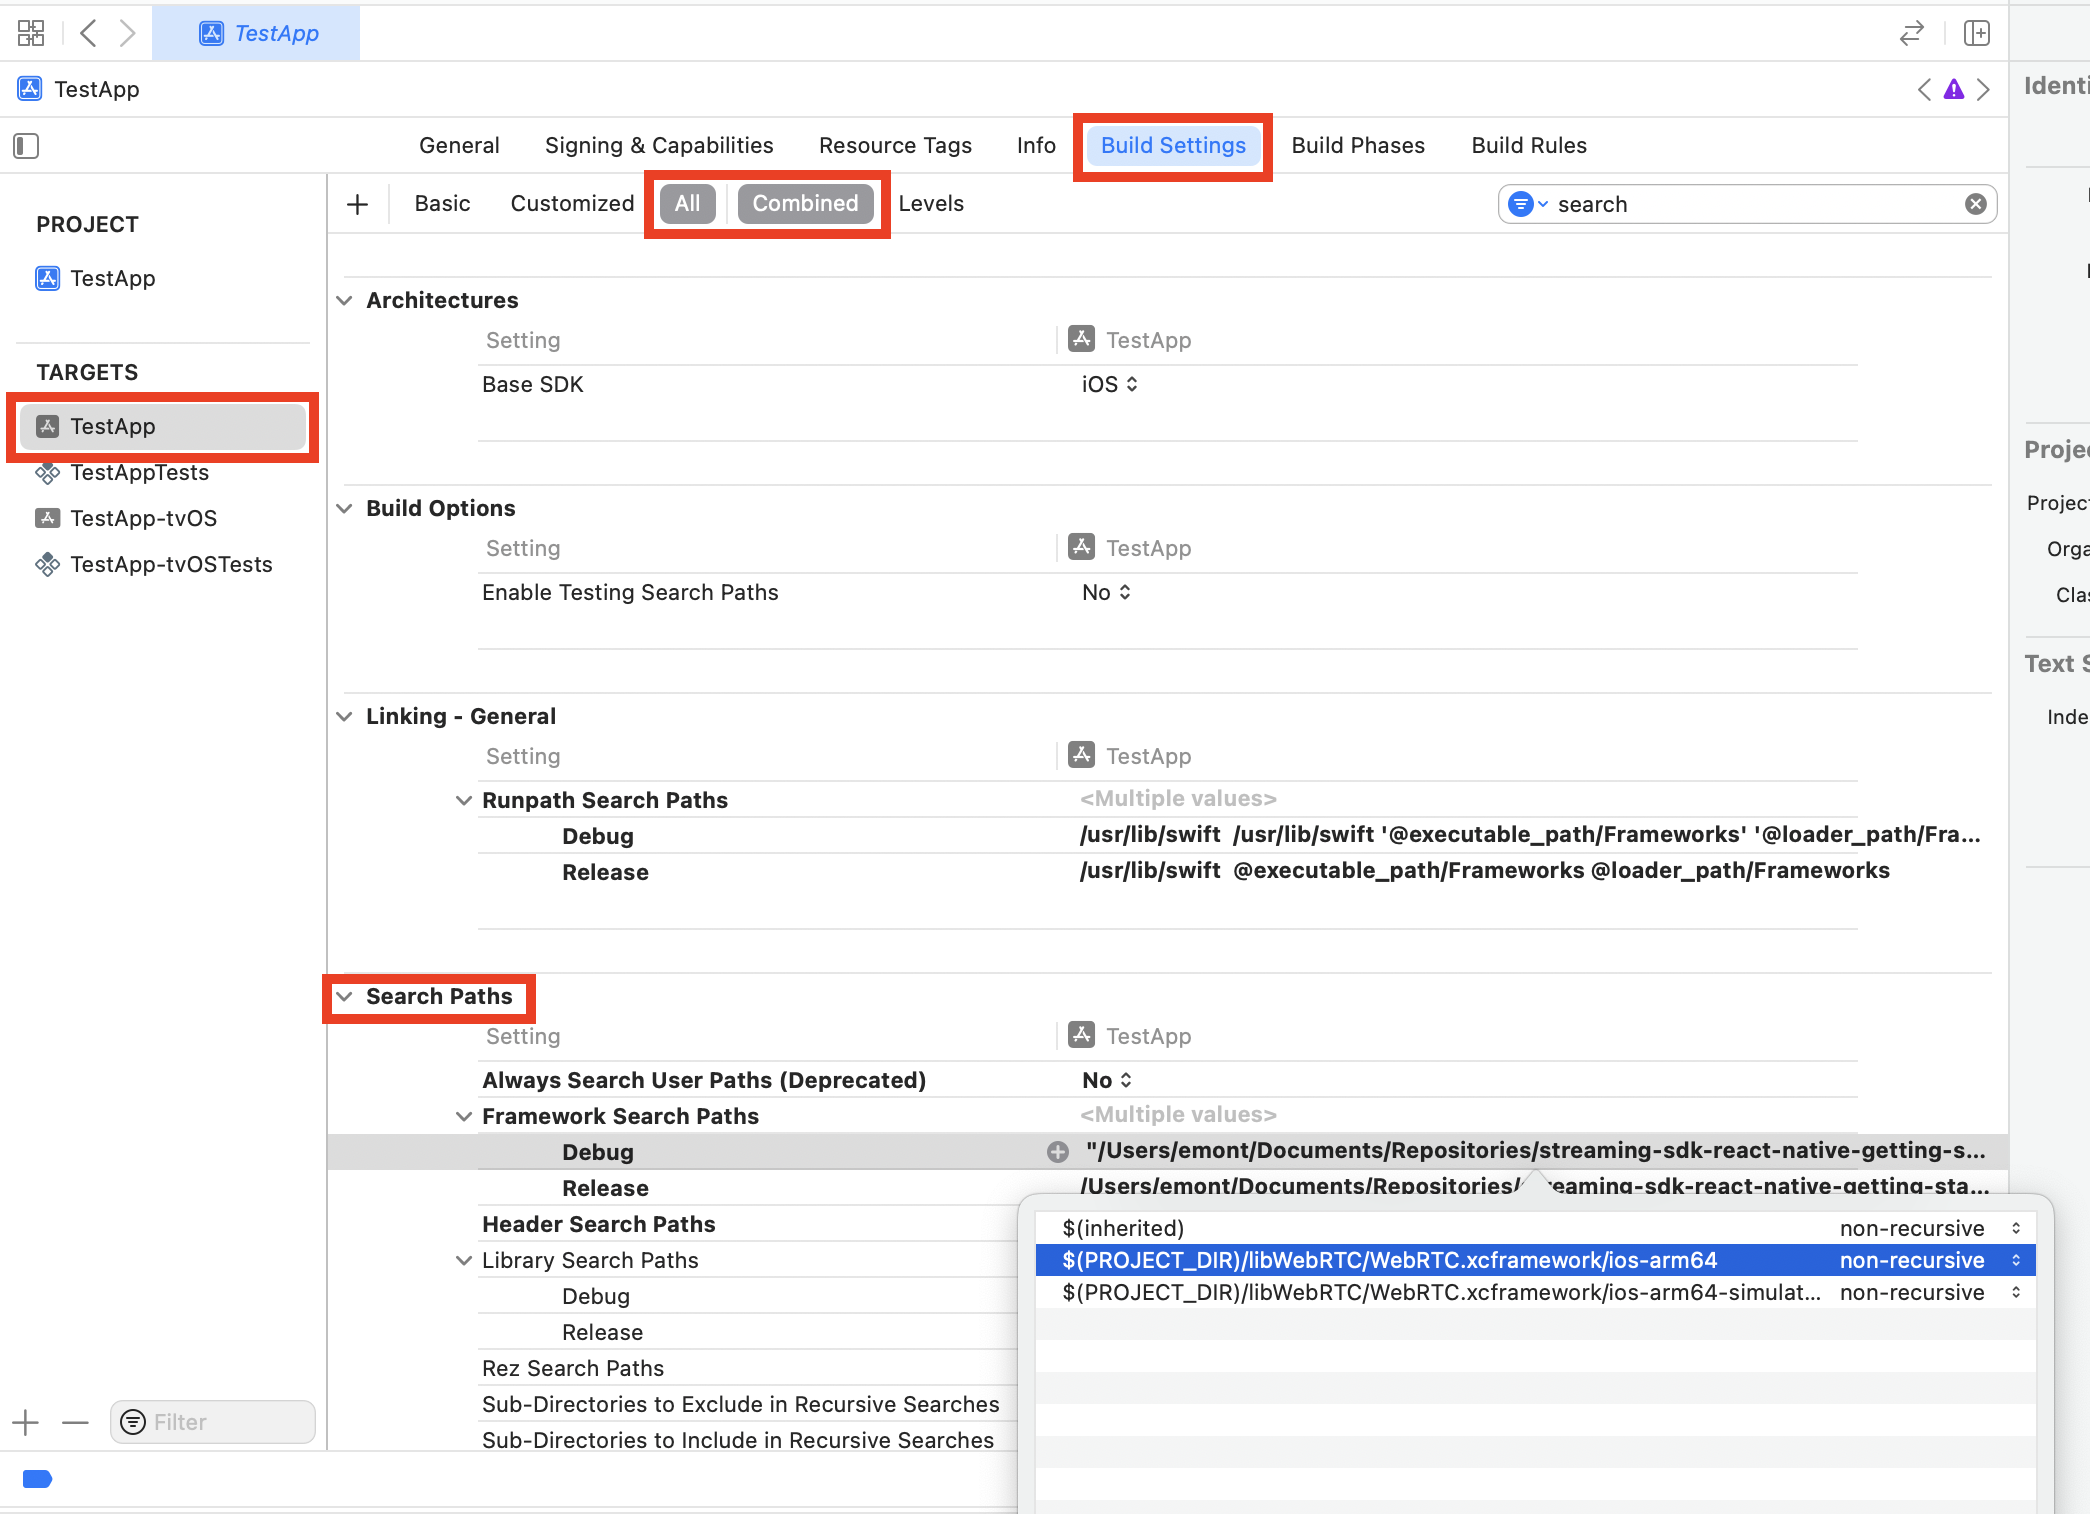 TestApp
TestApp
Identi
General Signing & Capabilities Resource Tags Info Build Settings Build Phases Build Rules
Basic Customized All Combined Levels
search
PROJECT
TestApp
TARGETS
TestApp
TestAppTests
TestApp-tvOS
TestApp-tvOSTests
Filter
Architectures
Setting TestApp
Base SDK iOS
Build Options
Setting TestApp
Enable Testing Search Paths No
Linking - General
Setting TestApp
Runpath Search Paths <Multiple values>
Debug /usr/lib/swift /usr/lib/swift '@executable_path/Frameworks' '@loader_path/Fra...
Release /usr/lib/swift @executable_path/Frameworks @loader_path/Frameworks
Search Paths
Setting TestApp
Always Search User Paths (Deprecated) No
Framework Search Paths <Multiple values>
Debug "/Users/emont/Documents/Repositories/streaming-sdk-react-native-getting-s...
Release /Users/emont/Documents/Repositories/streaming-sdk-react-native-getting-sta...
Header Search Paths
Library Search Paths
Debug
Release
Rez Search Paths
Sub-Directories to Exclude in Recursive Searches
Sub-Directories to Include in Recursive Searches
$(inherited) non-recursive
$(PROJECT_DIR)/libWebRTC/WebRTC.xcframework/ios-arm64 non-recursive
$(PROJECT_DIR)/libWebRTC/WebRTC.xcframework/ios-arm64-simulat... non-recursive
Projec
Project
Orga
Clas
Text S
Inde